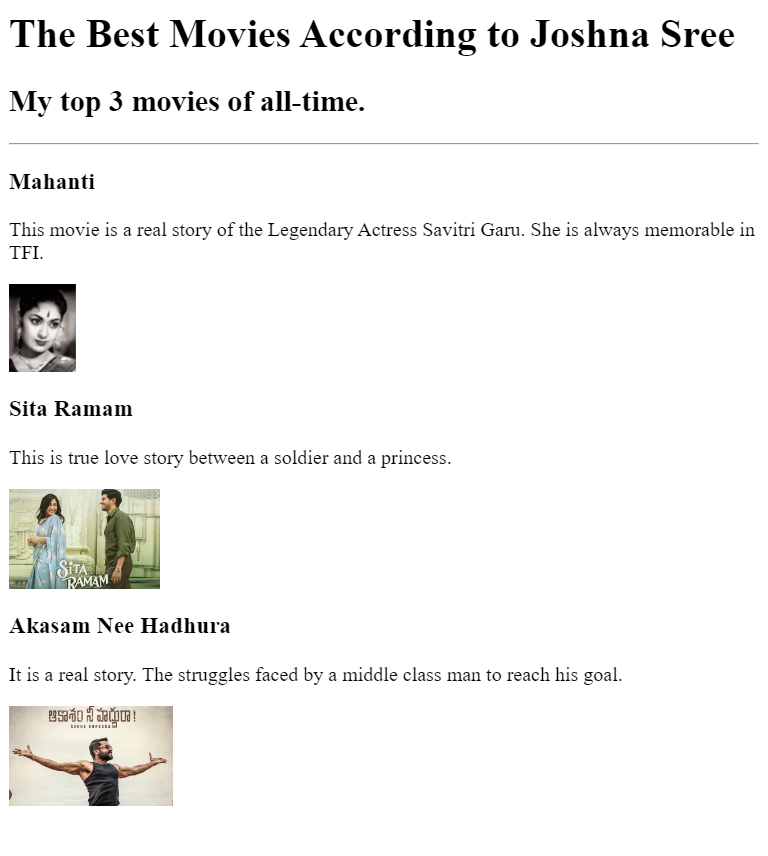 The Best Movies According to Joshna Sree
My top 3 movies of all-time.
Mahanti
This movie is a real story of the Legendary Actress Savitri Garu. She is always memorable in
TFI.
Sita Ramam
This is true love story between a soldier and a princess.
SiTA
RAMAM
Akasam Nee Hadhura
It is a real story. The struggles faced by a middle class man to reach his goal.
ఆకాశం నీ హద్దురా!